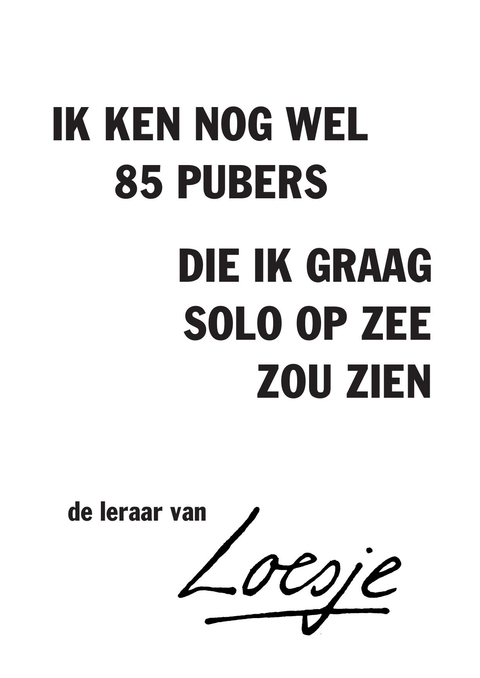 IK KEN NOG WEL
85 PUBERS
DIE IK GRAAG
SOLO OP ZEE
ZOU ZIEN
de leraar van
Loesje